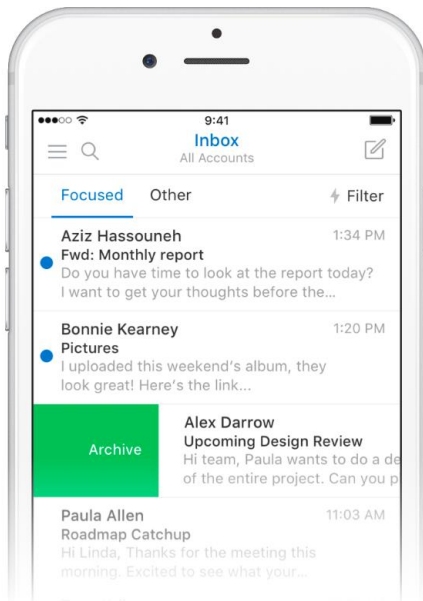 9:41
Inbox
All Accounts
Focused Other Filter
Aziz Hassouneh 1:34 PM
Fwd: Monthly report
Do you have time to look at the report today?
I want to get your thoughts before the...
Bonnie Kearney 1:20 PM
Pictures
I uploaded this weekend's album, they
look great! Here's the link...
Archive
Alex Darrow
Upcoming Design Review
Hi team, Paula wants to do a de
of the entire project. Can you p
Paula Allen 11:03 AM
Roadmap Catchup
Hi Linda, Thanks for the meeting this
morning. Excited to see what your...